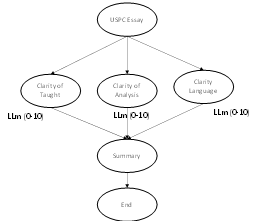 USPC Essay
Clarity of
Taught
Clarity of
Analysis
Clarity
Language
LLm (0-10)
LLm (0-10)
LLm (0-10)
Summary
End